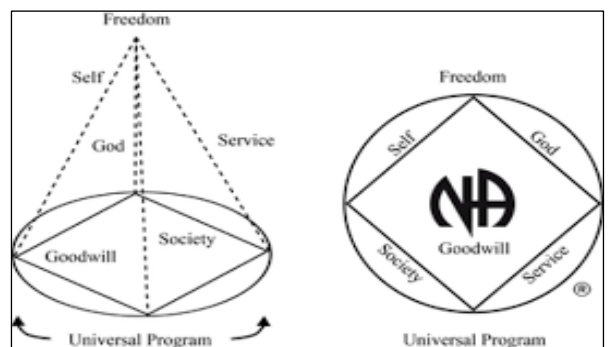 Freedom
Self
God
Service
Goodwill
Society
Universal Program
Freedom
Self
God
NA
Goodwill
Society
Service
®
Universal Program